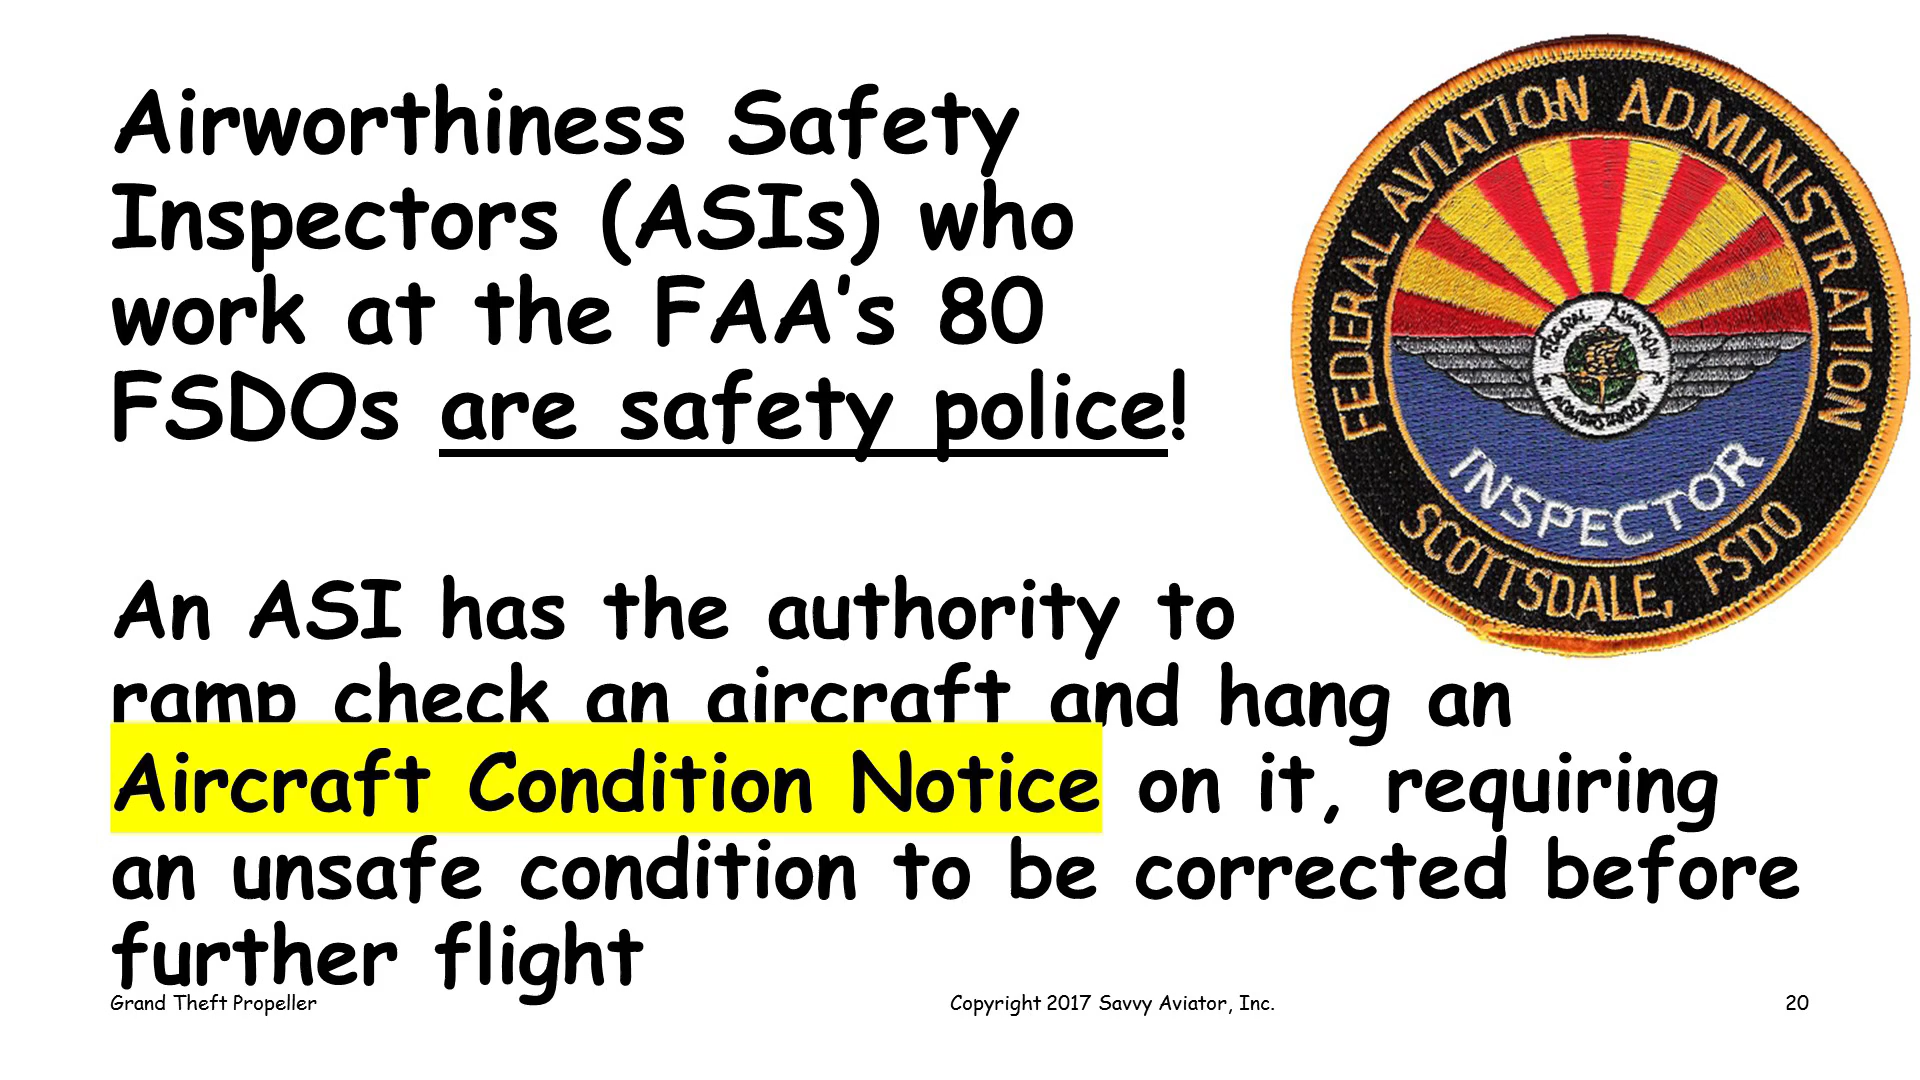 Airworthiness Safety
Inspectors (ASIs) who
work at the FAA’s 80
FSDOs are safety police!
An ASI has the authority to
ramp check an aircraft and hang an
Aircraft Condition Notice on it, requiring
an unsafe condition to be corrected before
further flight
FEDERAL AVIATION ADMINISTRATION
FEDERAL AVIATION
ADMINISTRATION
INSPECTOR
SCOTTSDALE, FSDO
Grand Theft Propeller
Copyright 2017 Savvy Aviator, Inc.
20